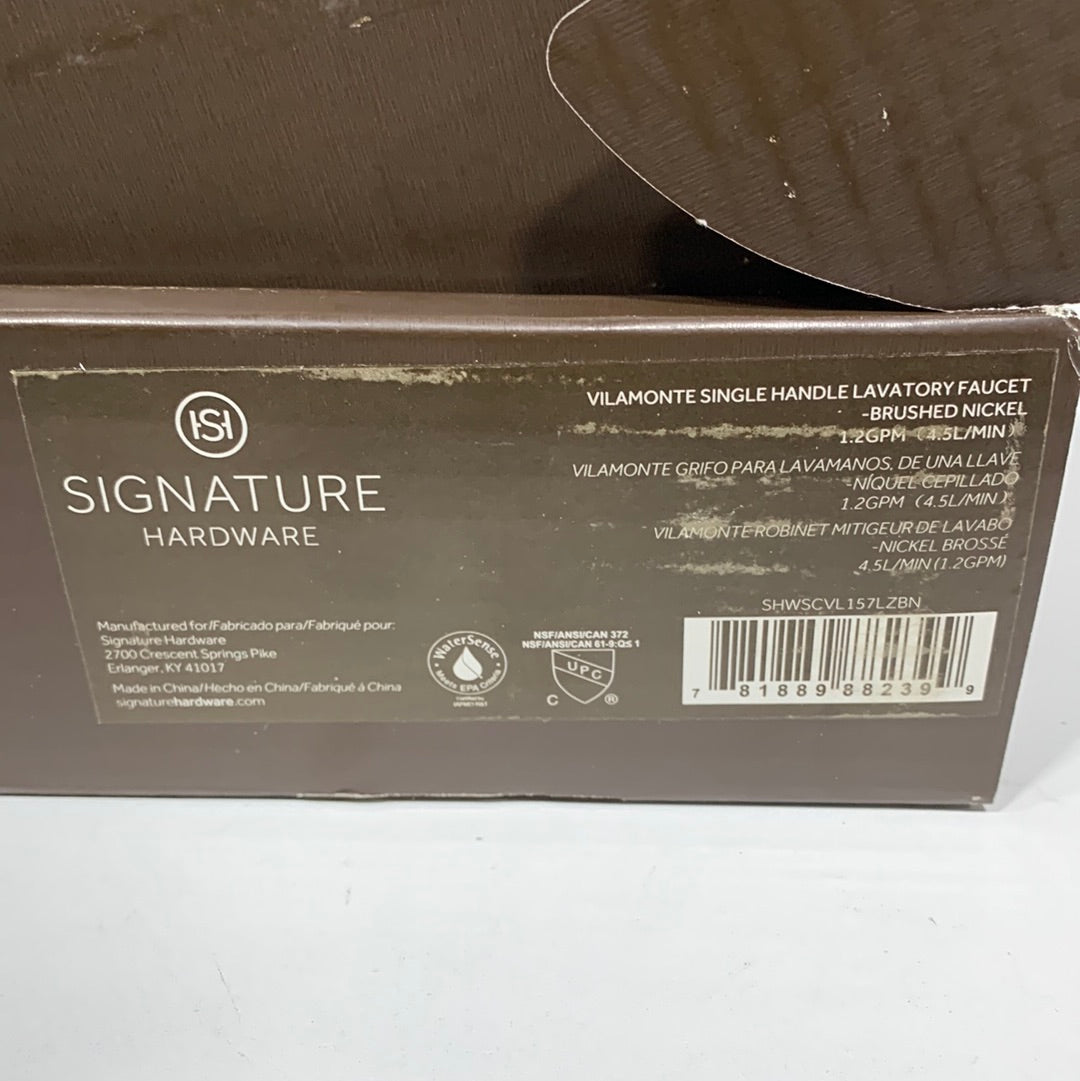 SH
SIGNATURE
HARDWARE
VILAMONTE SINGLE HANDLE LAVATORY FAUCET
-BRUSHED NICKEL
1.2GPM (4.5L/MIN)
VILAMONTE GRIFO PARA LAVAMANOS, DE UNA LLAVE
-NÍQUEL CEPILLADO
1.2GPM (4.5L/MIN)
VILAMONTE ROBINET MITIGEUR DE LAVABO
-NICKEL BROSSÉ
4.5L/MIN (1.2GPM)
SHWSCVL157LZBN
7 81889 88239 9
Manufactured for/Fabricado para/Fabriqué pour:
Signature Hardware
2700 Crescent Springs Pike
Erlanger, KY 41017
Made in China/Hecho en China/Fabriqué á China
signaturehardware.com
WaterSense
Meets EPA Criteria
NSF/ANSI/CAN 372
NSF/ANSI/CAN 61-9:Q≤ 1
UPC
C ®